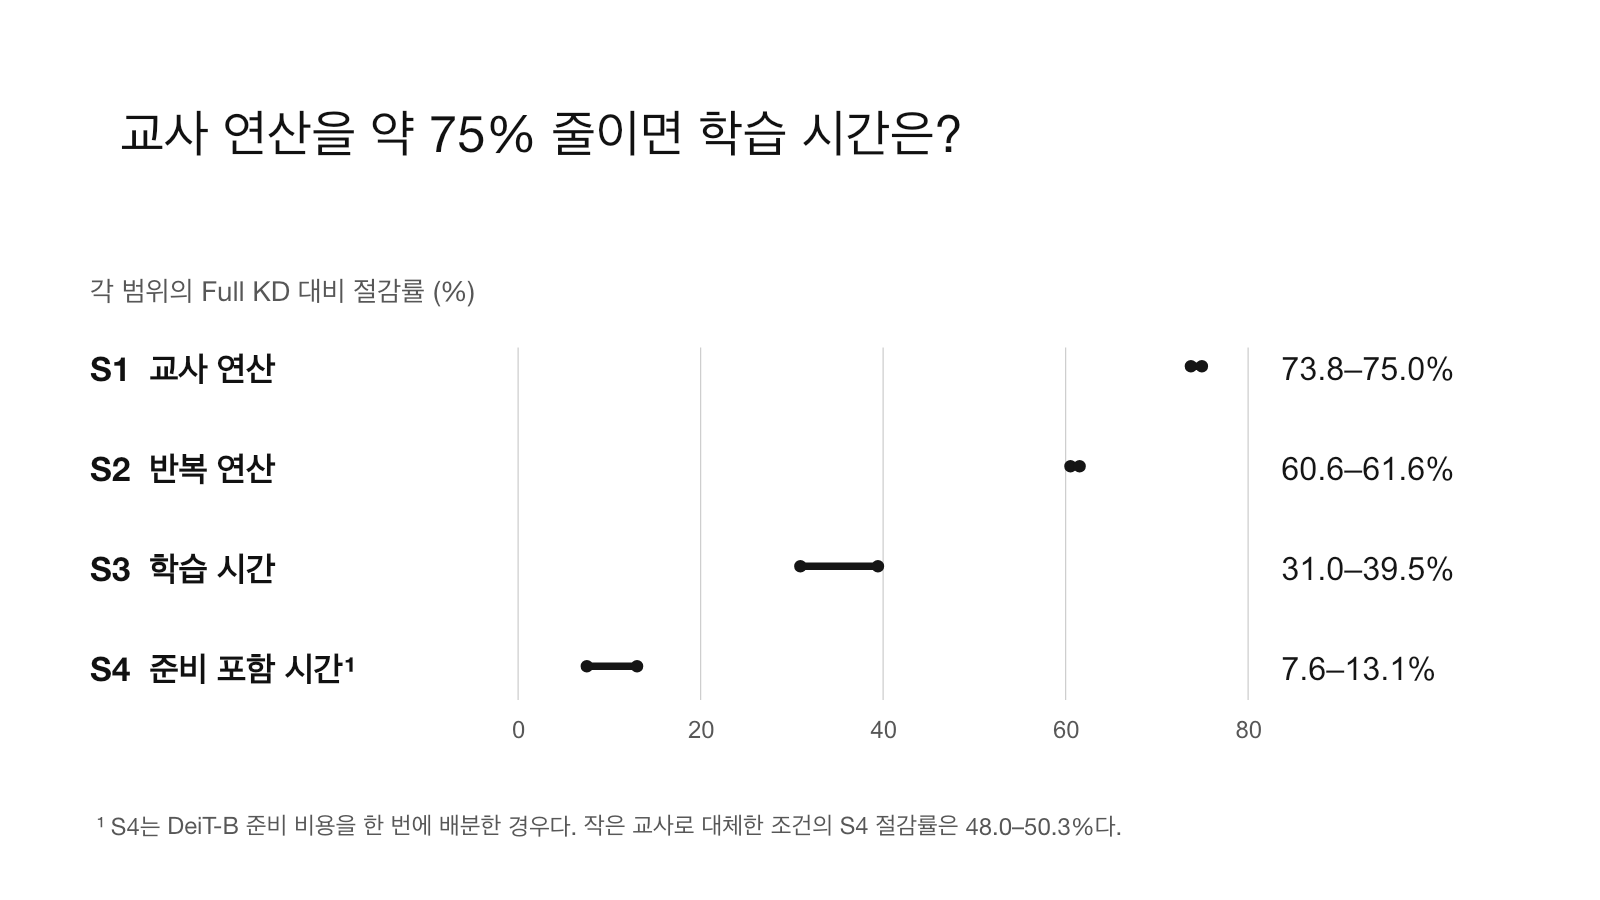 교사 연산을 약 75% 줄이면 학습 시간은?
각 범위의 Full KD 대비 절감률 (%)
S1 교사 연산 73.8–75.0%
S2 반복 연산 60.6–61.6%
S3 학습 시간 31.0–39.5%
S4 준비 포함 시간¹ 7.6–13.1%
0 20 40 60 80
¹ S4는 DeiT-B 준비 비용을 한 번에 배분한 경우다. 작은 교사로 대체한 조건의 S4 절감률은 48.0–50.3%다.